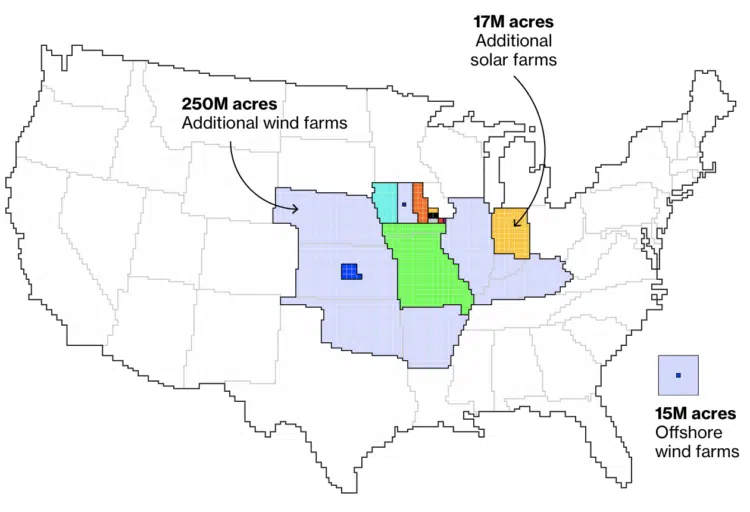 17M acres
Additional
solar farms
250M acres
Additional wind farms
15M acres
Offshore
wind farms